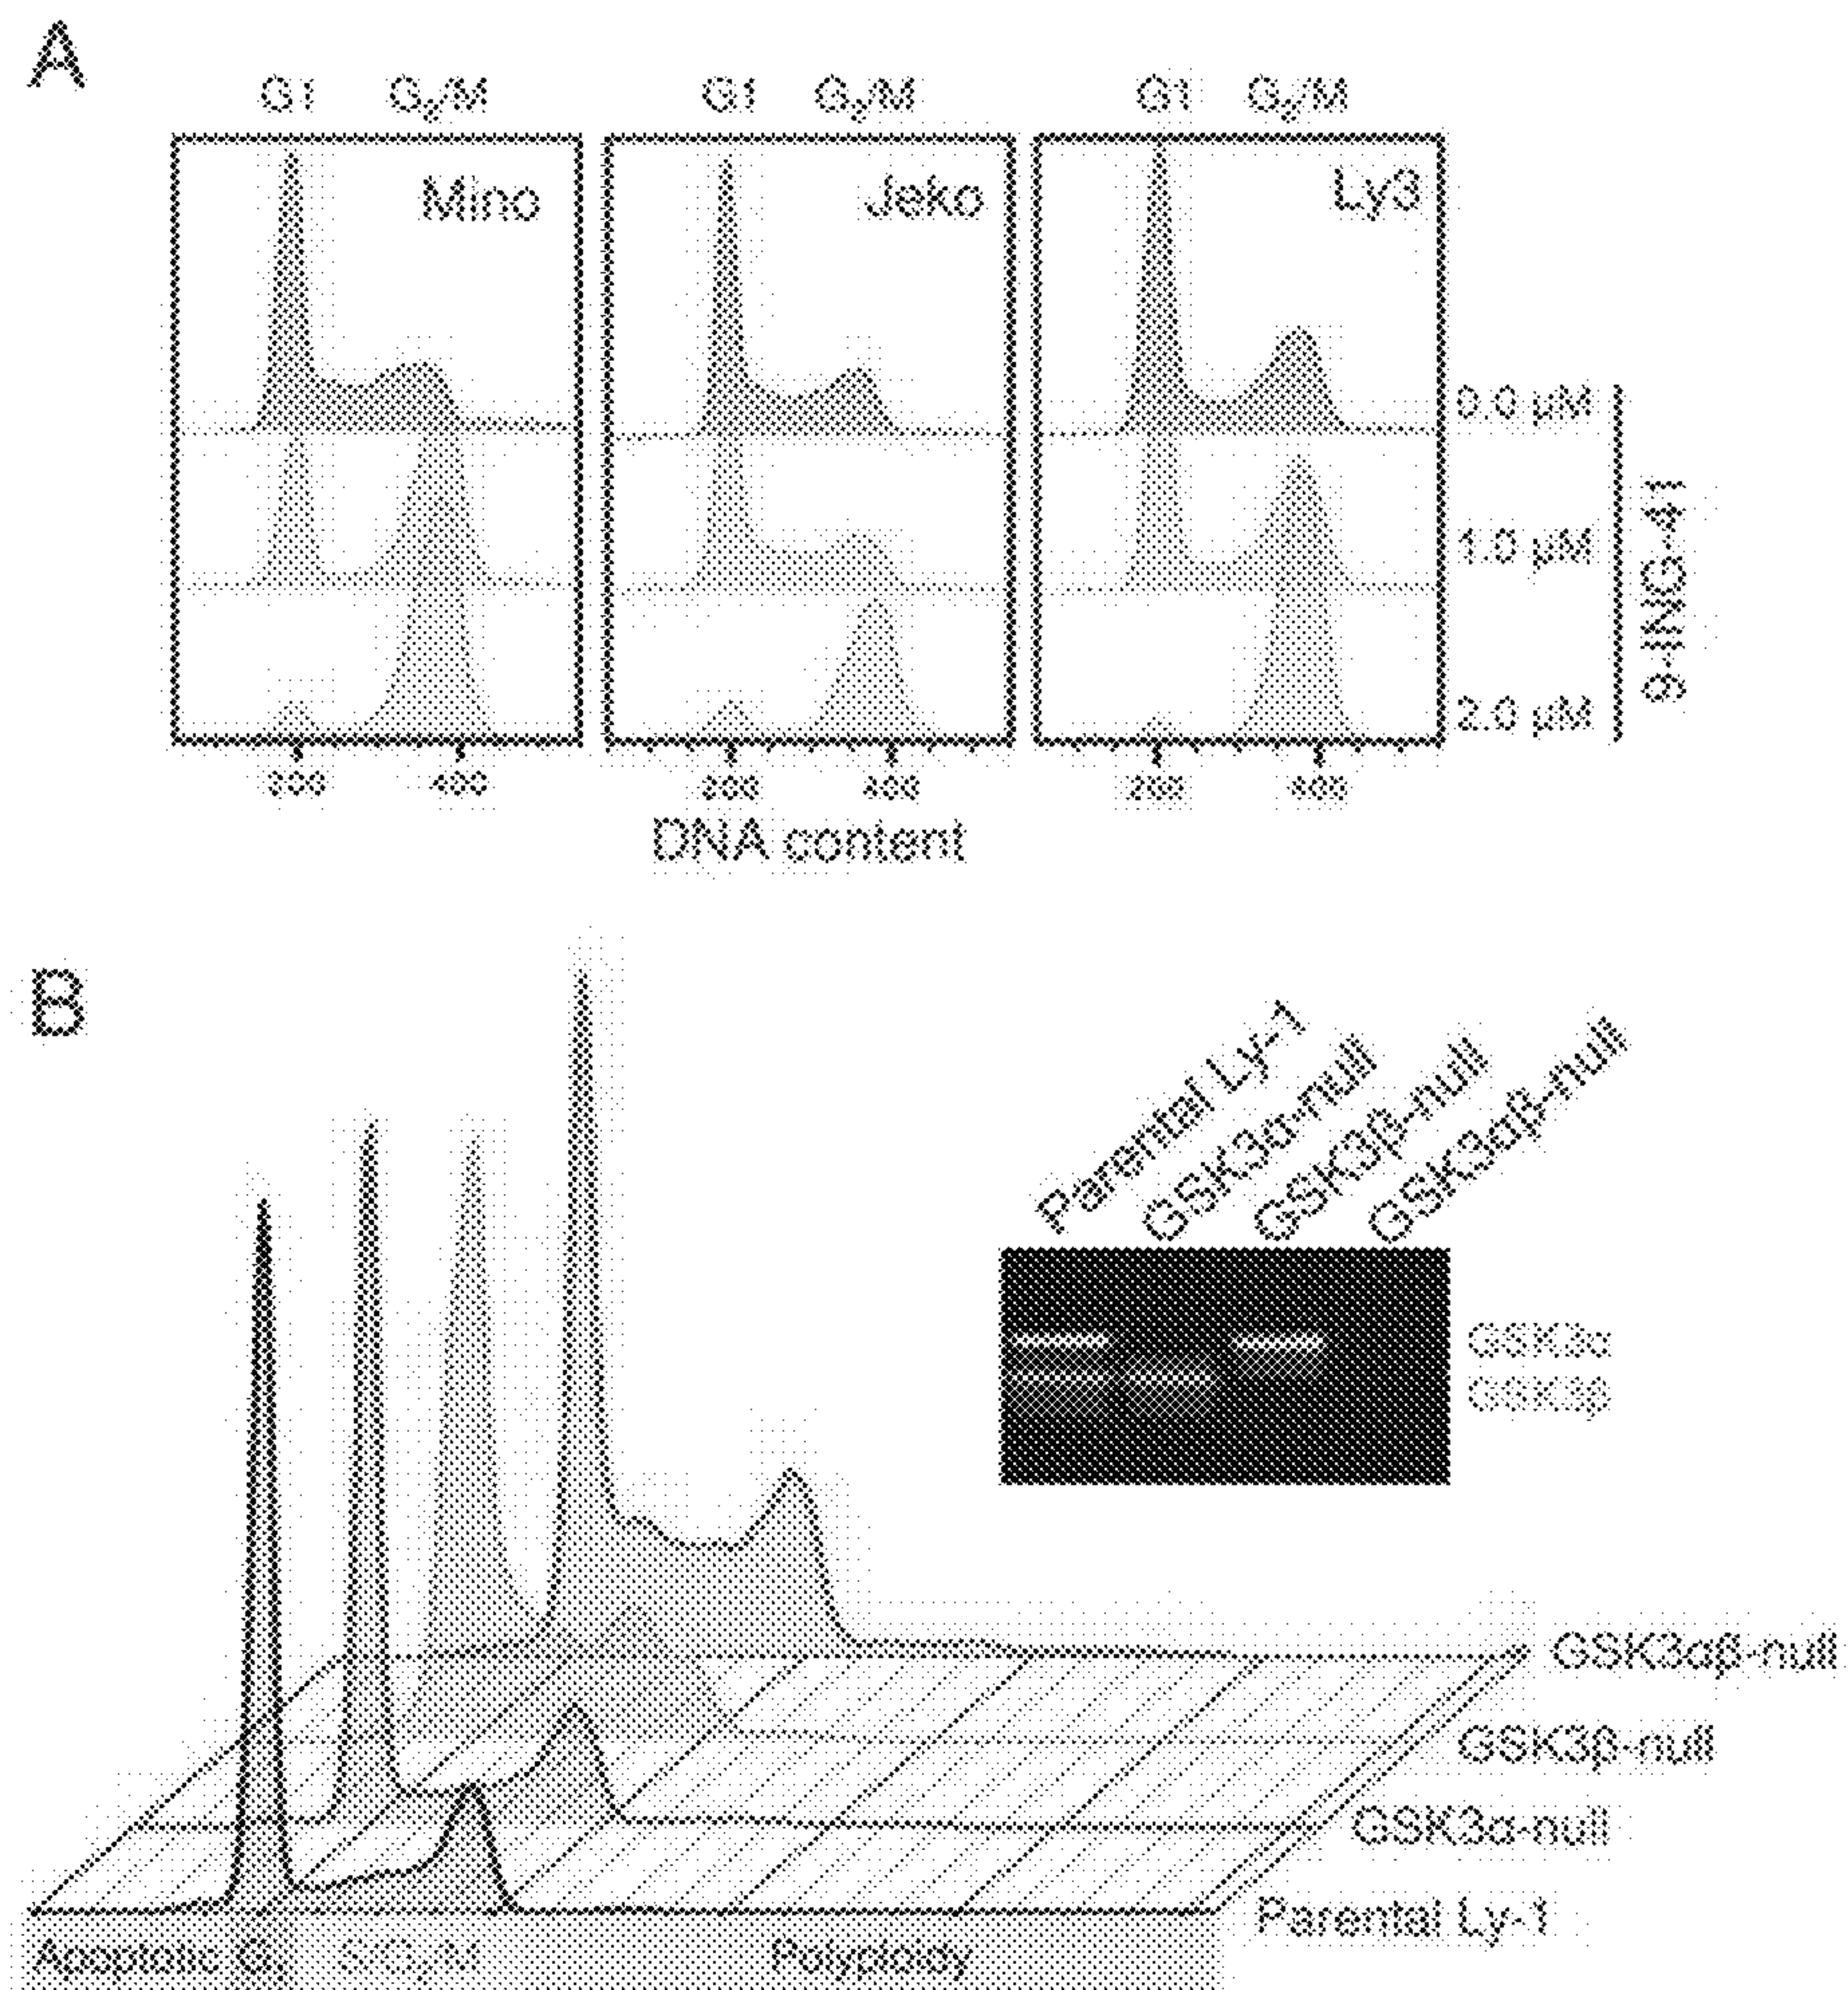 A
G1 G₂/M G1 G₂/M G1 G₂/M
Mino Jeko Ly3
0.0 µM
1.0 µM
2.0 µM
9-ING-41
200 400 200 400 200 400
DNA content
B
Parental Ly-1
GSK3α-null
GSK3β-null
GSK3αβ-null
GSK3α
GSK3β
GSK3αβ-null
GSK3β-null
GSK3α-null
Parental Ly-1
Apoptotic G₁ S G₂/M Polyploidy